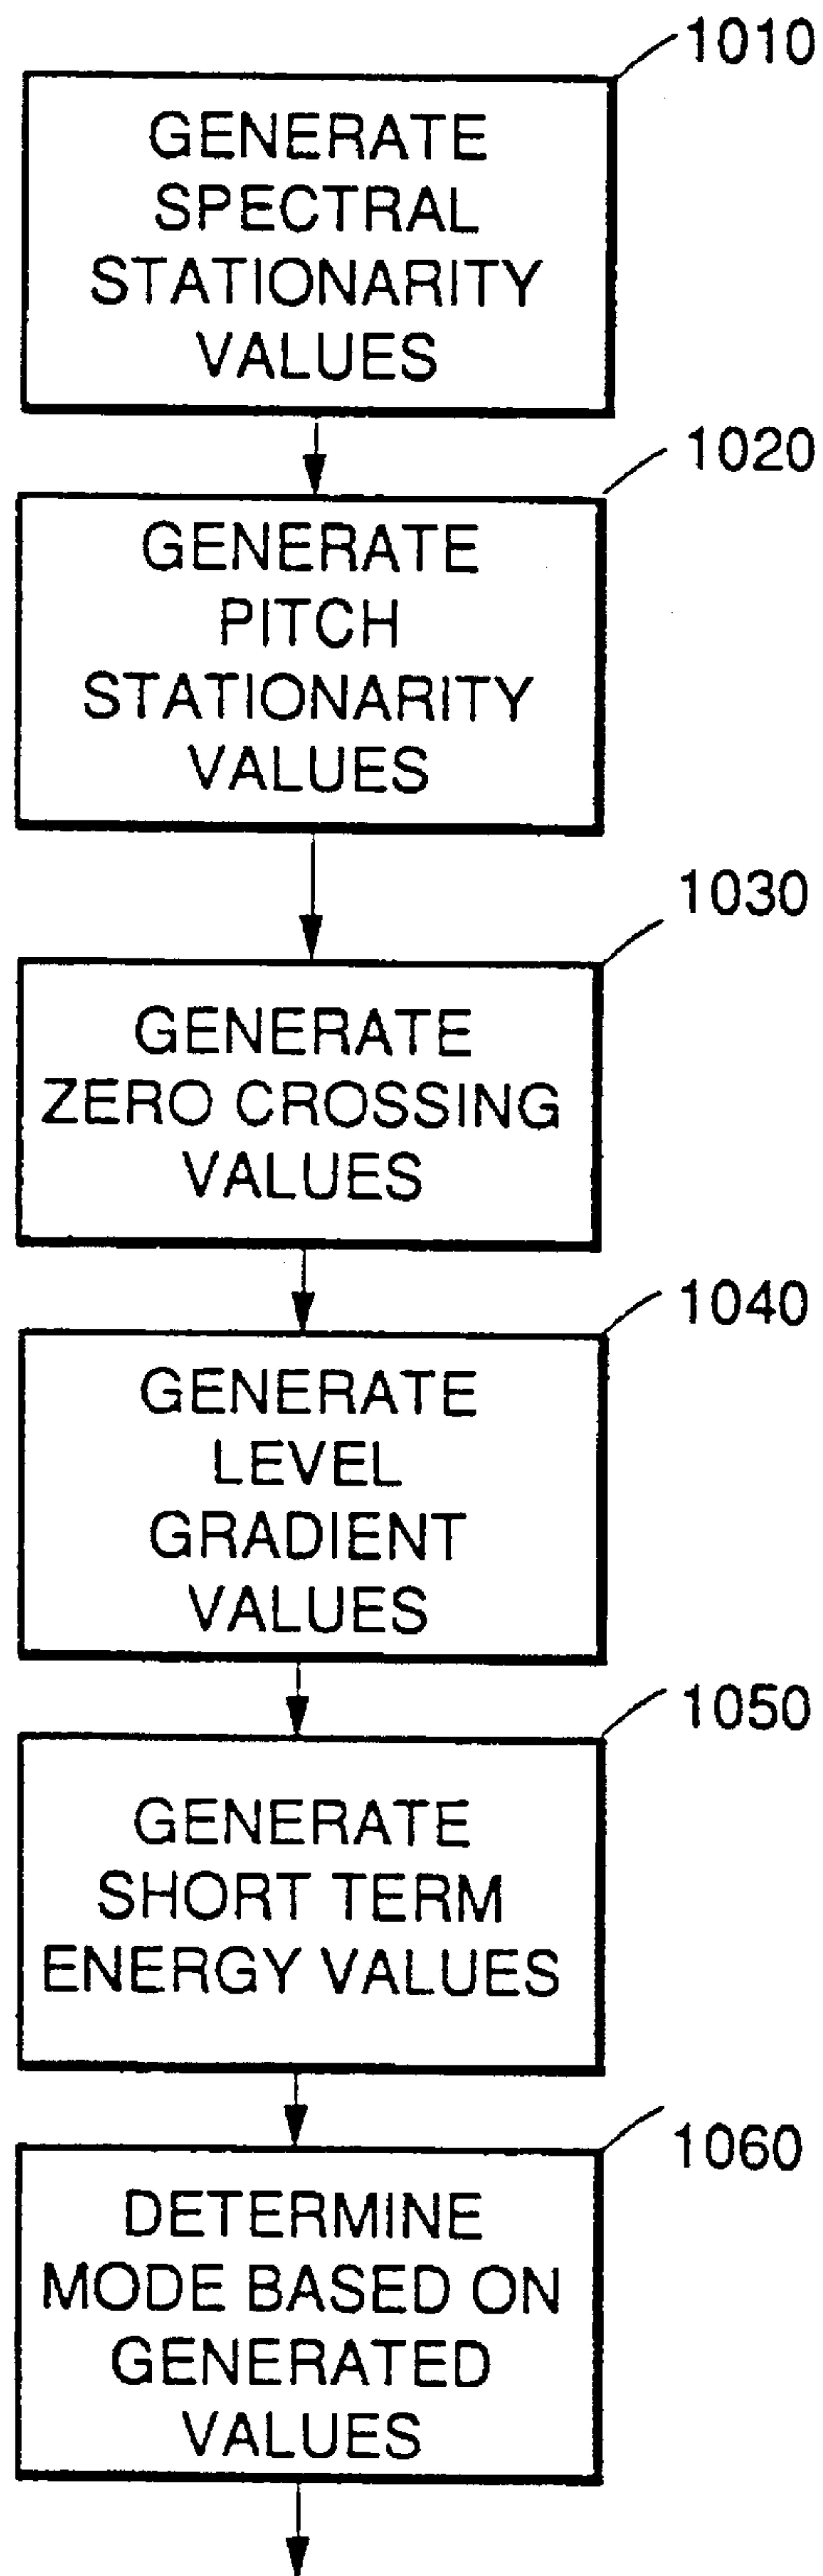 1010
GENERATE
SPECTRAL
STATIONARITY
VALUES
1020
GENERATE
PITCH
STATIONARITY
VALUES
1030
GENERATE
ZERO CROSSING
VALUES
1040
GENERATE
LEVEL
GRADIENT
VALUES
1050
GENERATE
SHORT TERM
ENERGY VALUES
1060
DETERMINE
MODE BASED ON
GENERATED
VALUES